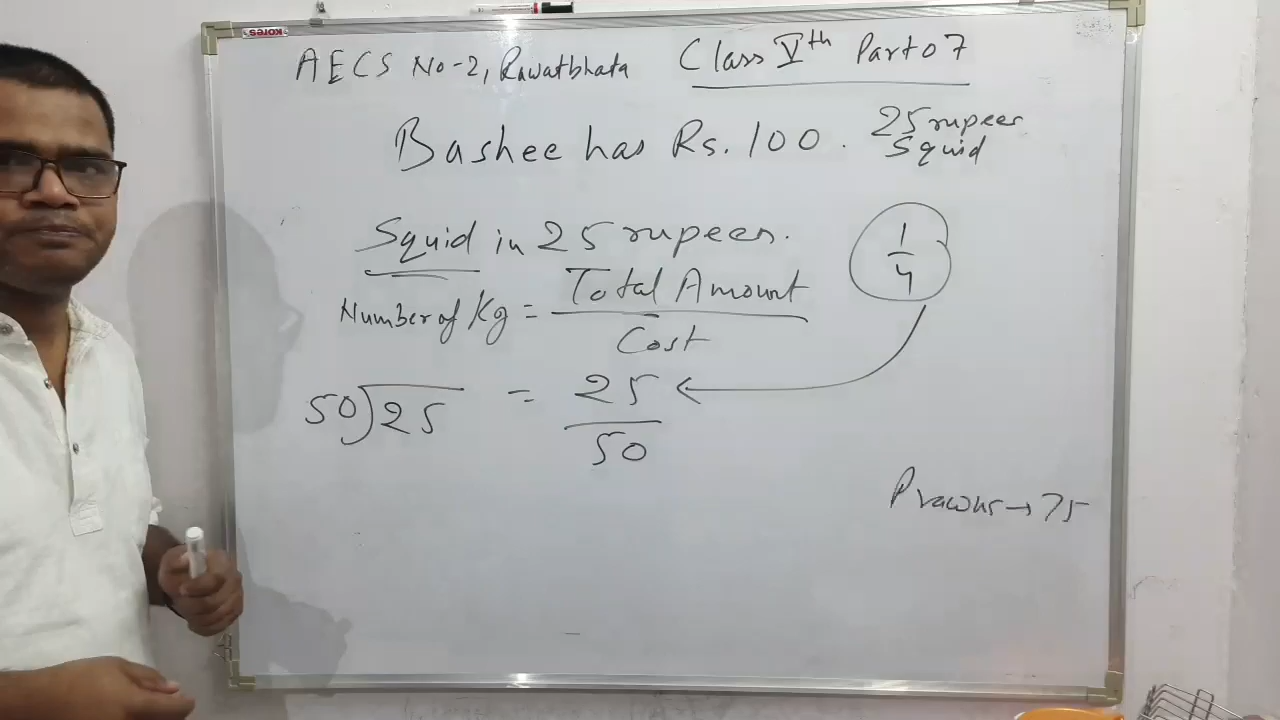 kores
AECS No-2, Rawatbhata Class Vth Part 07
Bashee has Rs. 100. 25 rupees
Squid
Squid in 25 rupees.
1
4
Number of Kg = Total Amount
Cost
50)25 = 25
50
Prawns → 75